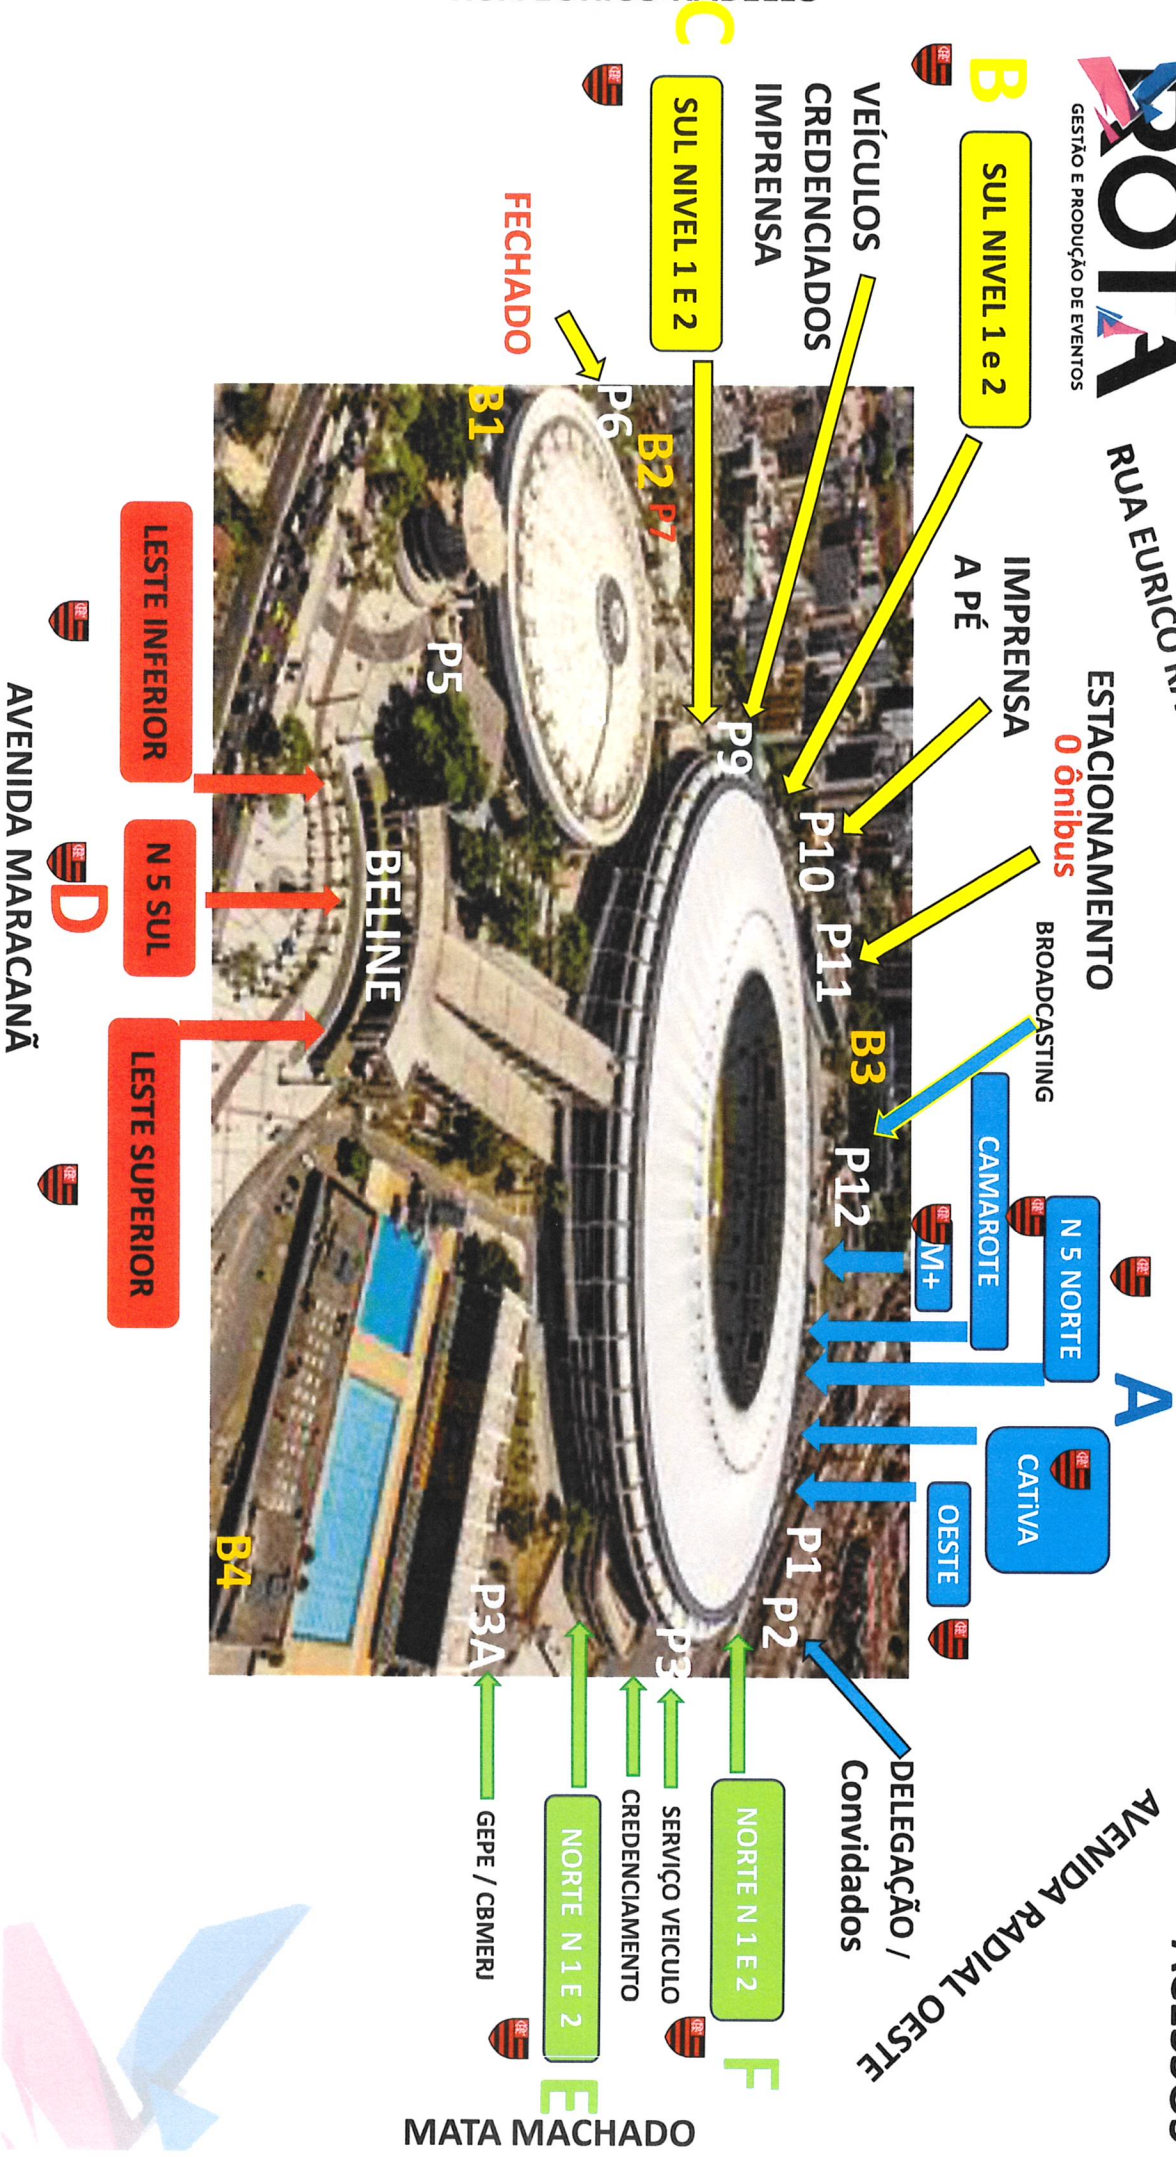 ROTA
GESTÃO E PRODUÇÃO DE EVENTOS
RUA EURICO
ESTACIONAMENTO
0 ônibus
BROADCASTING
IMPRENSA
A PÉ
B
SUL NIVEL 1 e 2
VEÍCULOS
CREDENCIADOS
IMPRENSA
C
SUL NIVEL 1 E 2
FECHADO
A
N 5 NORTE
CAMAROTE
M+
CATiVA
OESTE
AVENIDA RADIAL OESTE
DELEGAÇÃO /
Convidados
P6
B1
B2
P7
P5
P9
P10
P11
B3
P12
P1
P2
P3
P3A
B4
BELINE
F
NORTE N 1 E 2
SERVIÇO VEICULO
CREDENCIAMENTO
NORTE N 1 E 2
E
GEPE / CBMERJ
MATA MACHADO
LESTE INFERIOR
N 5 SUL
LESTE SUPERIOR
D
AVENIDA MARACANÃ